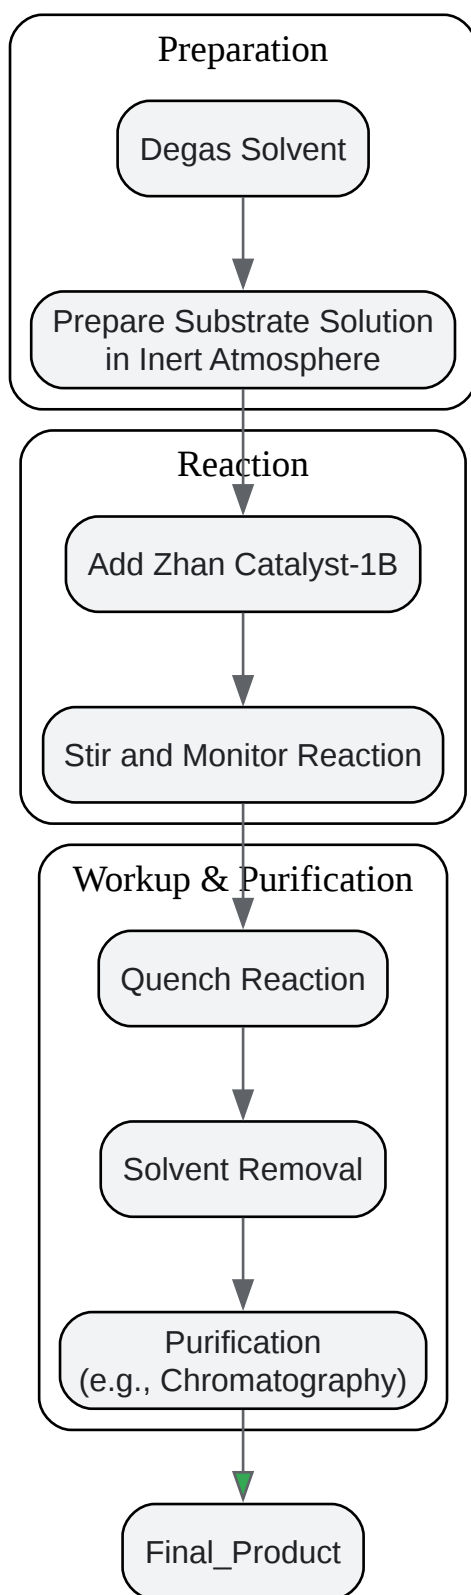 Preparation
Degas Solvent
Prepare Substrate Solution
in Inert Atmosphere
Reaction
Add Zhan Catalyst-1B
Stir and Monitor Reaction
Workup & Purification
Quench Reaction
Solvent Removal
Purification
(e.g., Chromatography)
Final_Product